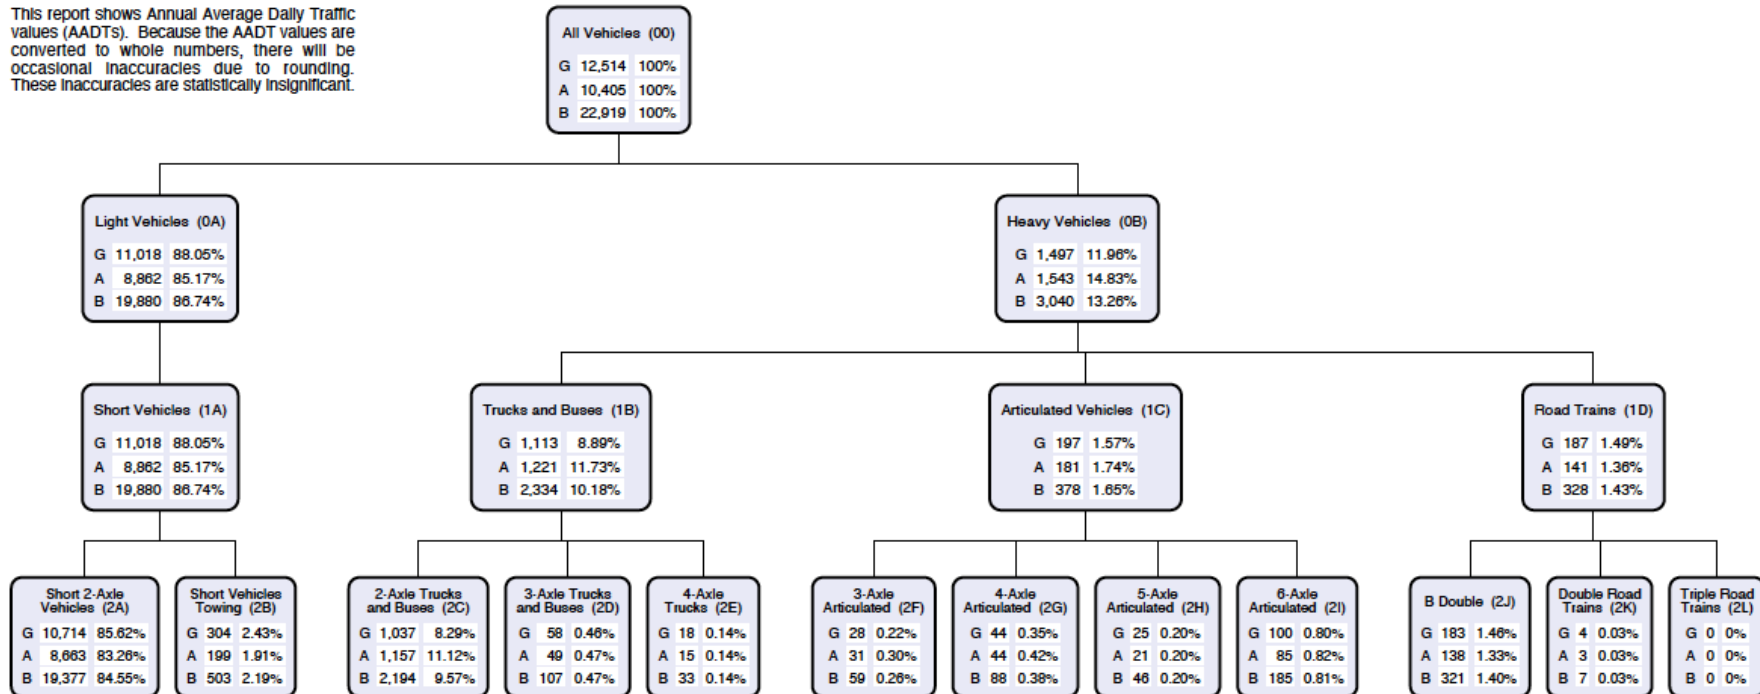 This report shows Annual Average Daily Traffic
values (AADTs). Because the AADT values are
converted to whole numbers, there will be
occasional inaccuracies due to rounding.
These inaccuracies are statistically insignificant.
All Vehicles (00)
G 12,514 100%
A 10,405 100%
B 22,919 100%
Light Vehicles (0A)
G 11,018 88.05%
A 8,862 85.17%
B 19,880 86.74%
Heavy Vehicles (0B)
G 1,497 11.96%
A 1,543 14.83%
B 3,040 13.26%
Short Vehicles (1A)
G 11,018 88.05%
A 8,862 85.17%
B 19,880 86.74%
Trucks and Buses (1B)
G 1,113 8.89%
A 1,221 11.73%
B 2,334 10.18%
Articulated Vehicles (1C)
G 197 1.57%
A 181 1.74%
B 378 1.65%
Road Trains (1D)
G 187 1.49%
A 141 1.36%
B 328 1.43%
Short 2-Axle
Vehicles (2A)
G 10,714 85.62%
A 8,663 83.26%
B 19,377 84.55%
Short Vehicles
Towing (2B)
G 304 2.43%
A 199 1.91%
B 503 2.19%
2-Axle Trucks
and Buses (2C)
G 1,037 8.29%
A 1,157 11.12%
B 2,194 9.57%
3-Axle Trucks
and Buses (2D)
G 58 0.46%
A 49 0.47%
B 107 0.47%
4-Axle
Trucks (2E)
G 18 0.14%
A 15 0.14%
B 33 0.14%
3-Axle
Articulated (2F)
G 28 0.22%
A 31 0.30%
B 59 0.26%
4-Axle
Articulated (2G)
G 44 0.35%
A 44 0.42%
B 88 0.38%
5-Axle
Articulated (2H)
G 25 0.20%
A 21 0.20%
B 46 0.20%
6-Axle
Articulated (2I)
G 100 0.80%
A 85 0.82%
B 185 0.81%
B Double (2J)
G 183 1.46%
A 138 1.33%
B 321 1.40%
Double Road
Trains (2K)
G 4 0.03%
A 3 0.03%
B 7 0.03%
Triple Road
Trains (2L)
G 0 0%
A 0 0%
B 0 0%